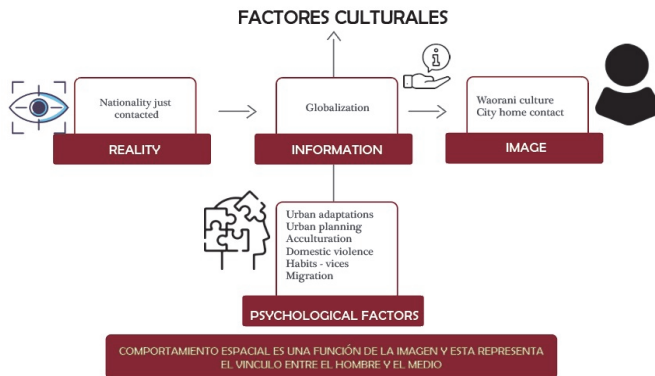 FACTORES CULTURALES
Nationality just
contacted
REALITY
Globalization
INFORMATION
Waorani culture
City home contact
IMAGE
Urban adaptations
Urban planning
Acculturation
Domestic violence
Habits - vices
Migration
PSYCHOLOGICAL FACTORS
COMPORTAMIENTO ESPACIAL ES UNA FUNCIÓN DE LA IMAGEN Y ESTA REPRESENTA
EL VINCULO ENTRE EL HOMBRE Y EL MEDIO